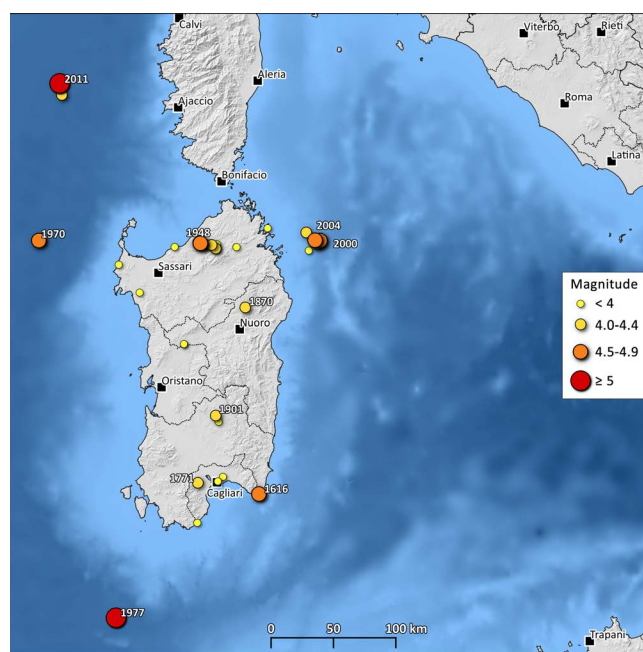 Calvi
Viterbo
Rieti
2011
Aleria
Ajaccio
Roma
Latina
Bonifacio
2004
1948
1970
2000
Sassari
Magnitude
< 4
1870
4.0-4.4
Nuoro
4.5-4.9
≥ 5
Oristano
1901
1771
Cagliari
1616
1977
0 50 100 km
Trapani